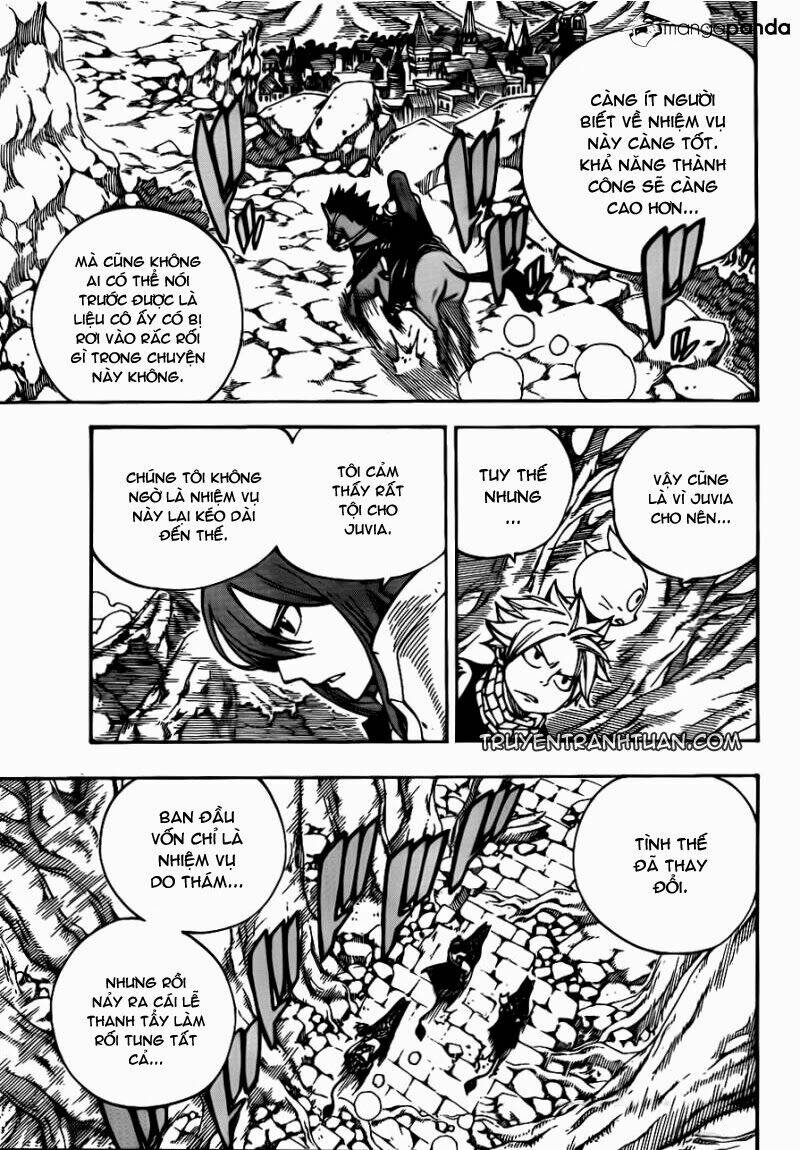 mangapanda
CÀNG ÍT NGƯỜI
BIẾT VỀ NHIỆM VỤ
NÀY CÀNG TỐT.
KHẢ NĂNG THÀNH
CÔNG SẼ CÀNG
CAO HƠN...
MÀ CŨNG KHÔNG
AI CÓ THỂ NÓI
TRƯỚC ĐƯỢC LÀ
LIỆU CÔ ẤY CÓ BỊ
RƠI VÀO RẮC RỐI
GÌ TRONG CHUYỆN
NÀY KHÔNG.
VẬY CŨNG
LÀ VÌ JUVIA
CHO NÊN...
TUY THẾ
NHƯNG
...
TÔI CẢM
THẤY RẤT
TỘI CHO
JUVIA.
CHÚNG TÔI KHÔNG
NGỜ LÀ NHIỆM VỤ
NÀY LẠI KÉO DÀI
ĐẾN THẾ.
TRUYENTRANHTUAN.COM
TÌNH THẾ
ĐÃ THAY
ĐỔI.
BAN ĐẦU
VỐN CHỈ LÀ
NHIỆM VỤ
DO THÁM...
NHƯNG RỒI
NẢY RA CÁI LỄ
THANH TẨY LÀM
RỐI TUNG TẤT
CẢ...